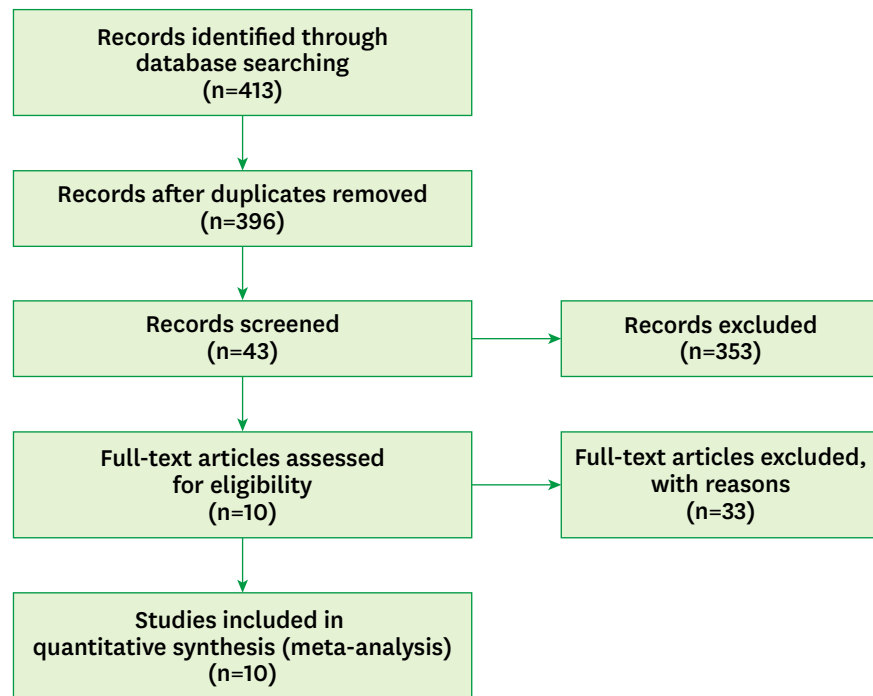 Records identified through
database searching
(n=413)
Records after duplicates removed
(n=396)
Records screened
(n=43)
Records excluded
(n=353)
Full-text articles assessed
for eligibility
(n=10)
Full-text articles excluded,
with reasons
(n=33)
Studies included in
quantitative synthesis (meta-analysis)
(n=10)